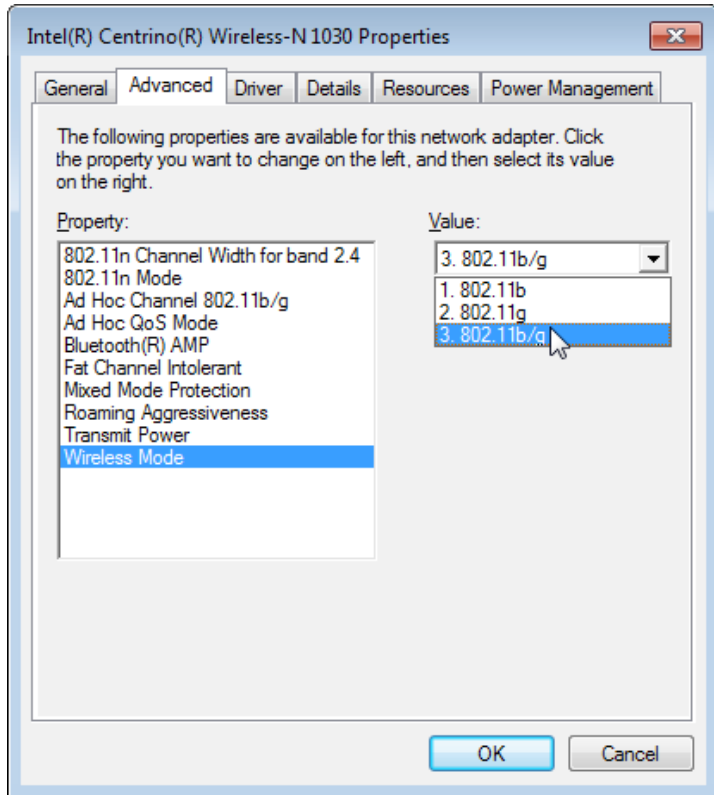 Intel(R) Centrino(R) Wireless-N 1030 Properties
General Advanced Driver Details Resources Power Management
The following properties are available for this network adapter. Click
the property you want to change on the left, and then select its value
on the right.
Property:
802.11n Channel Width for band 2.4
802.11n Mode
Ad Hoc Channel 802.11b/g
Ad Hoc QoS Mode
Bluetooth(R) AMP
Fat Channel Intolerant
Mixed Mode Protection
Roaming Aggressiveness
Transmit Power
Wireless Mode
Value:
3. 802.11b/g
1. 802.11b
2. 802.11g
3. 802.11b/g
OK Cancel